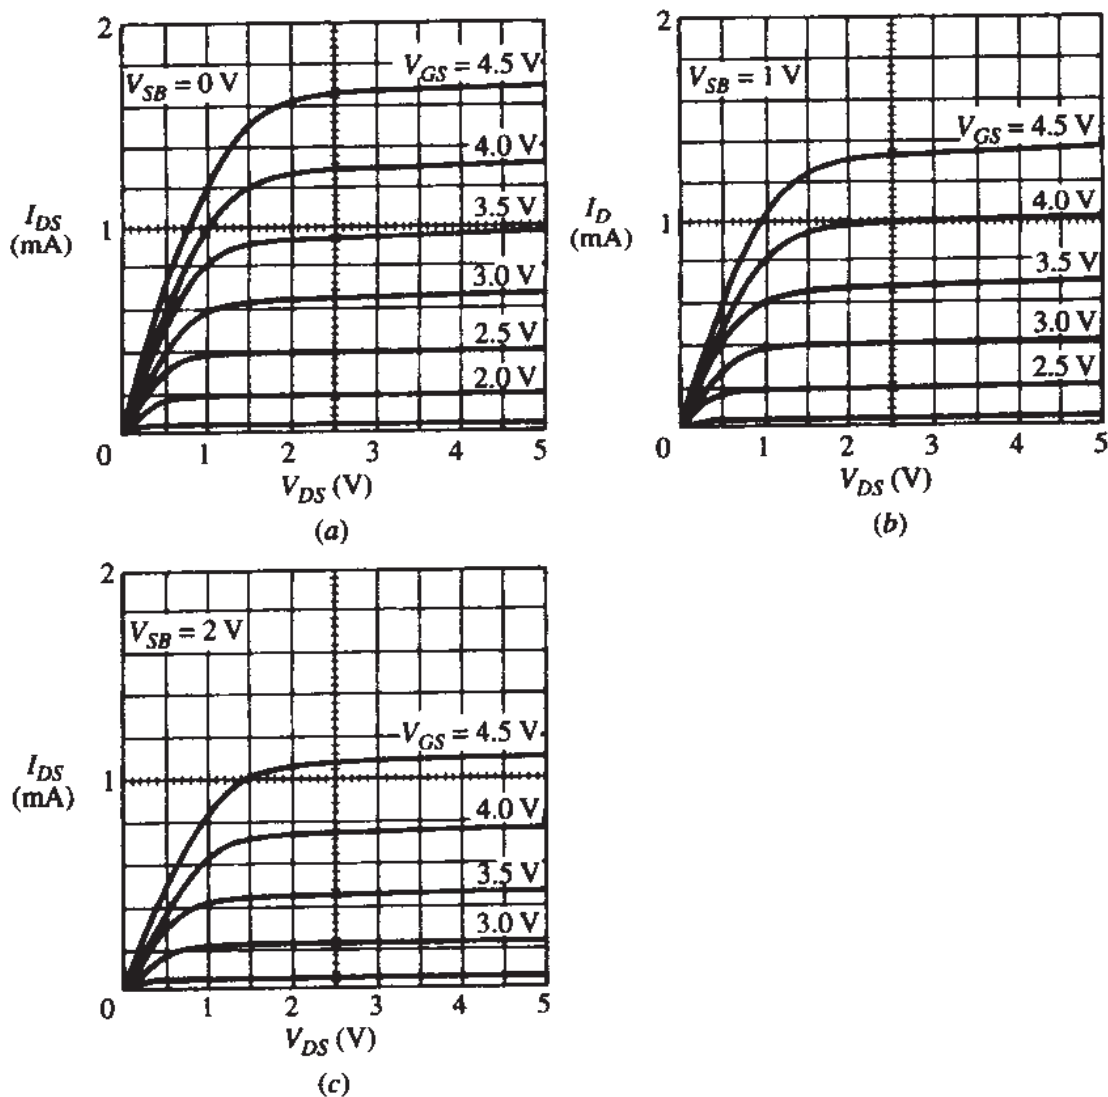 2
V_SB = 0 V
V_GS = 4.5 V
4.0 V
3.5 V
I_DS
(mA)
1
3.0 V
2.5 V
2.0 V
0 1 2 3 4 5
V_DS (V)
(a)
2
V_SB = 1 V
V_GS = 4.5 V
4.0 V
I_D
(mA)
1
3.5 V
3.0 V
2.5 V
0 1 2 3 4 5
V_DS (V)
(b)
2
V_SB = 2 V
V_GS = 4.5 V
I_DS
(mA)
1
4.0 V
3.5 V
3.0 V
0 1 2 3 4 5
V_DS (V)
(c)